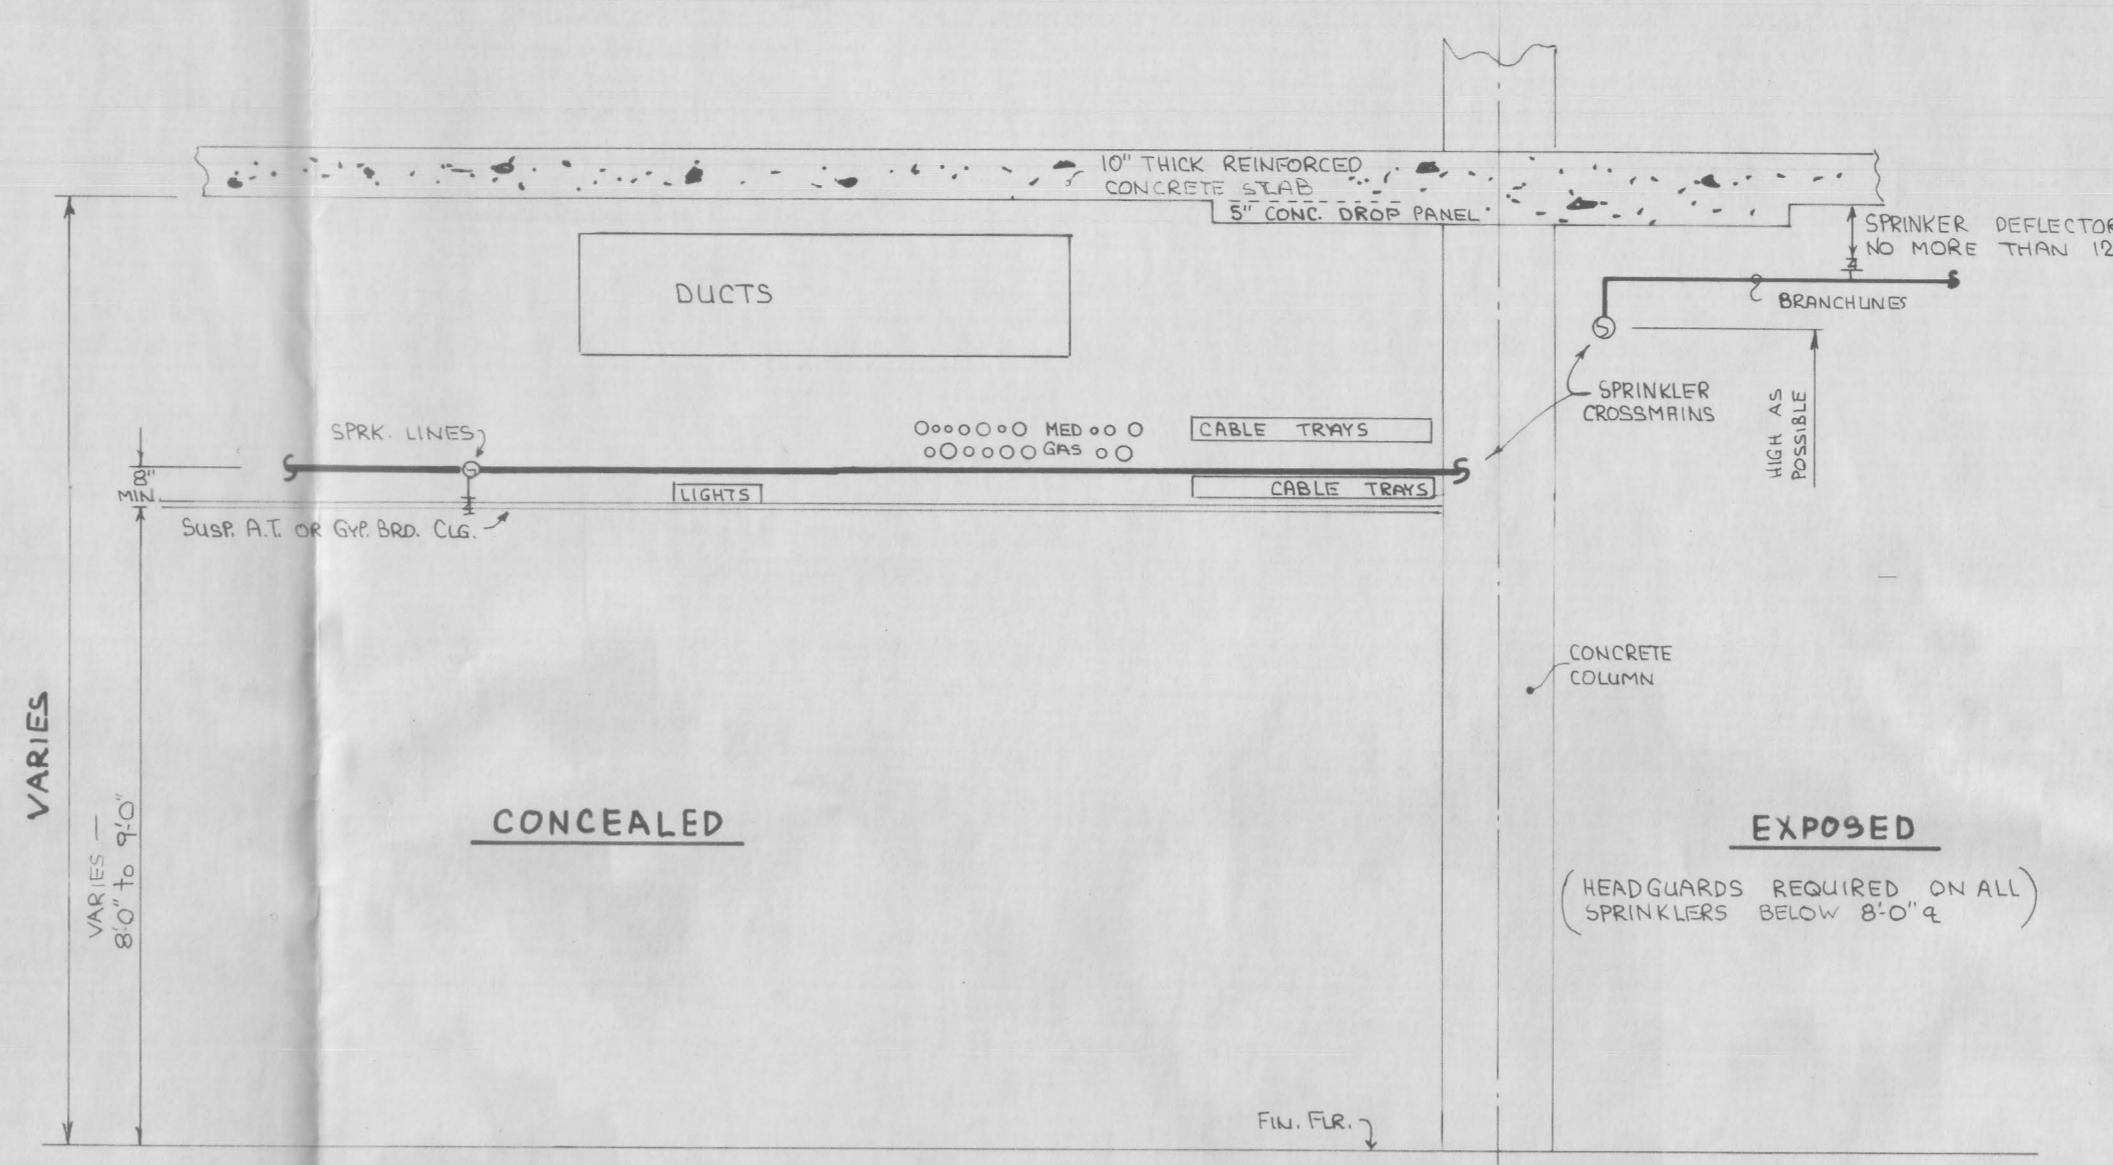 10" THICK REINFORCED
CONCRETE SLAB
5" CONC. DROP PANEL
SPRINKER DEFLECTOR
NO MORE THAN 12
DUCTS
BRANCHLINES
SPRINKLER
CROSSMAINS
HIGH AS
POSSIBLE
SPRK. LINES
MED
GAS
CABLE TRAYS
8"
MIN.
LIGHTS
CABLE TRAYS
SUSP. A.T. OR GYP. BRD. CLG.
CONCRETE
COLUMN
VARIES
VARIES —
8'-0" to 9'-0"
CONCEALED
EXPOSED
(HEADGUARDS REQUIRED ON ALL
SPRINKLERS BELOW 8'-0")
FIN. FLR.